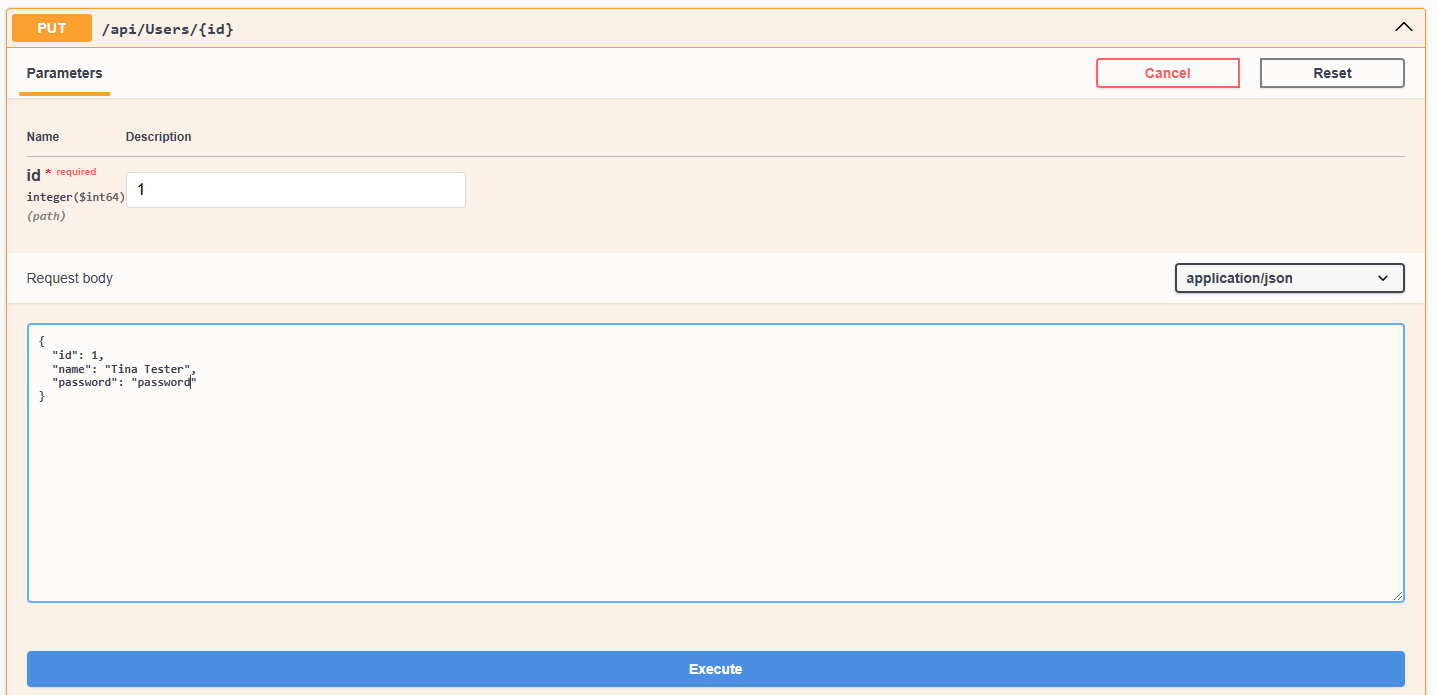 PUT /api/Users/{id}
Parameters
Cancel
Reset
Name Description
id * required
integer($int64)
(path)
1
Request body
application/json
{
  "id": 1,
  "name": "Tina Tester",
  "password": "password"
}
Execute